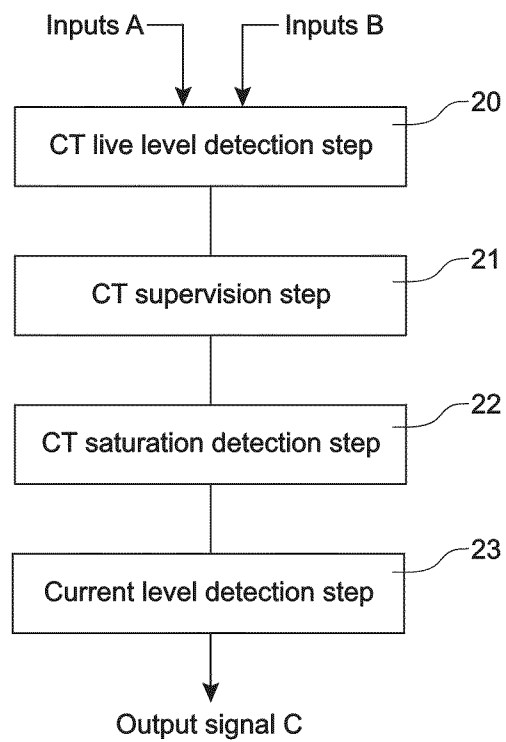 Inputs A
Inputs B
20
CT live level detection step
21
CT supervision step
22
CT saturation detection step
23
Current level detection step
Output signal C